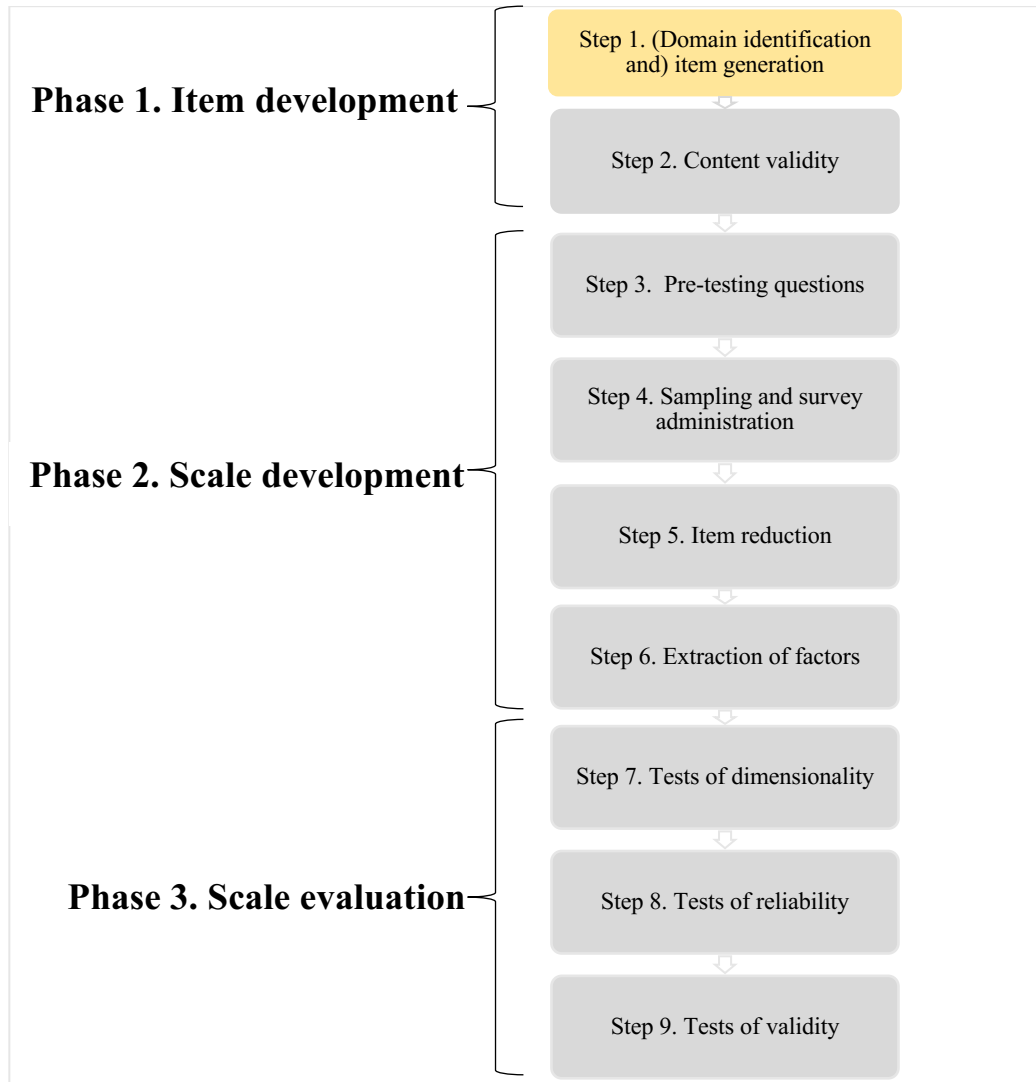 Phase 1. Item development
Step 1. (Domain identification
and) item generation
Step 2. Content validity
Phase 2. Scale development
Step 3.  Pre-testing questions
Step 4. Sampling and survey
administration
Step 5. Item reduction
Step 6. Extraction of factors
Phase 3. Scale evaluation
Step 7. Tests of dimensionality
Step 8. Tests of reliability
Step 9. Tests of validity